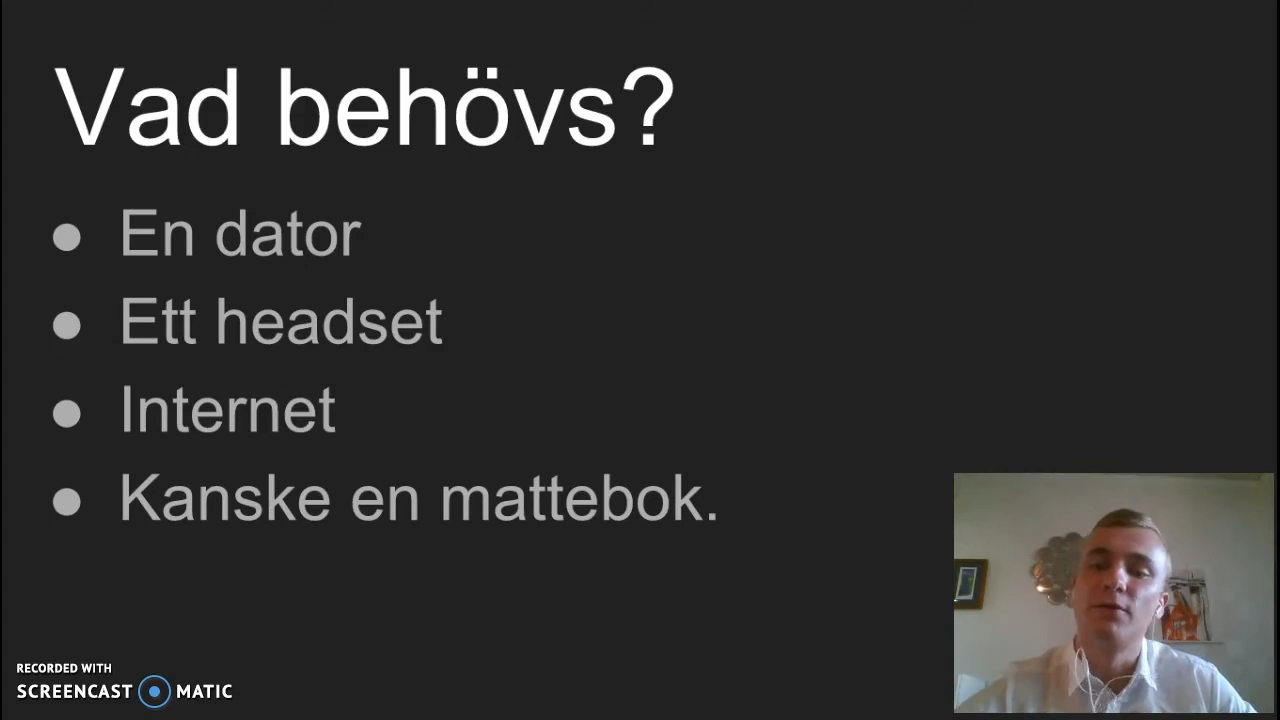 Vad behövs?
● En dator
● Ett headset
● Internet
● Kanske en mattebok.
RECORDED WITH
SCREENCAST MATIC